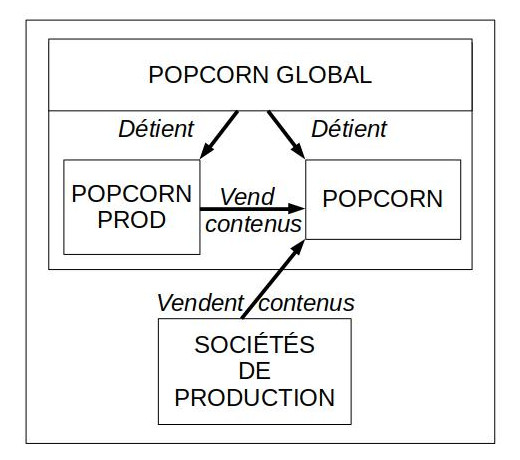 POPCORN GLOBAL
Détient
Détient
POPCORN
PROD
Vend
contenus
POPCORN
Vendent contenus
SOCIÉTÉS
DE
PRODUCTION